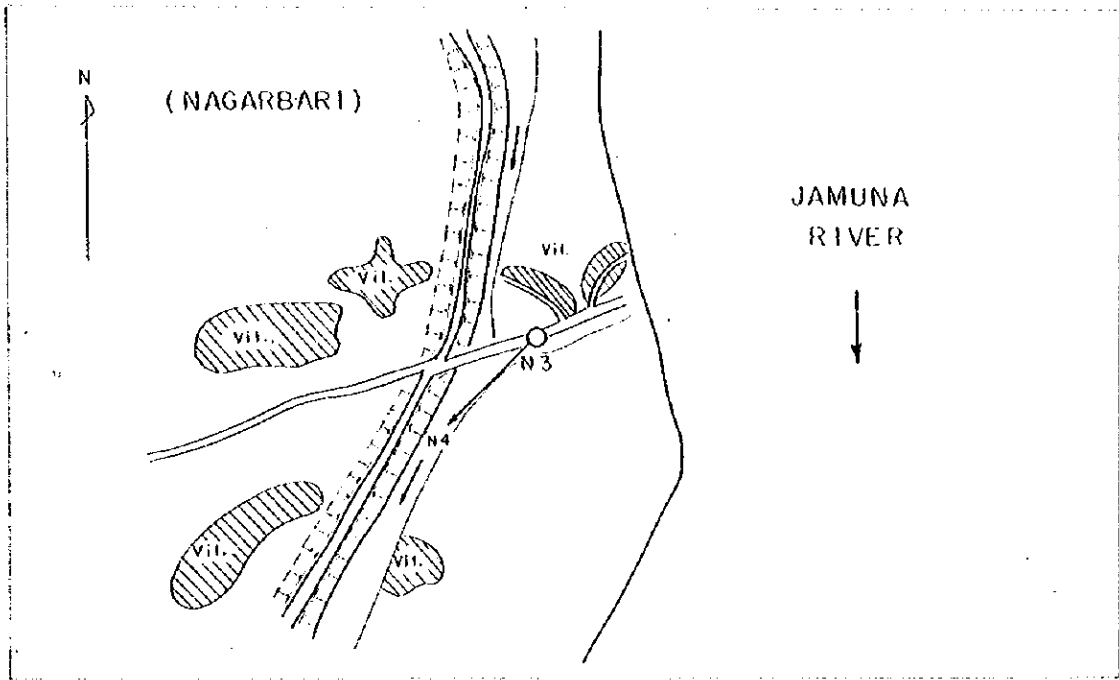 N
(NAGARBARI)
JAMUNA
RIVER
Vil.
Vil.
Vil.
N3
N4
Vil.
Vil.